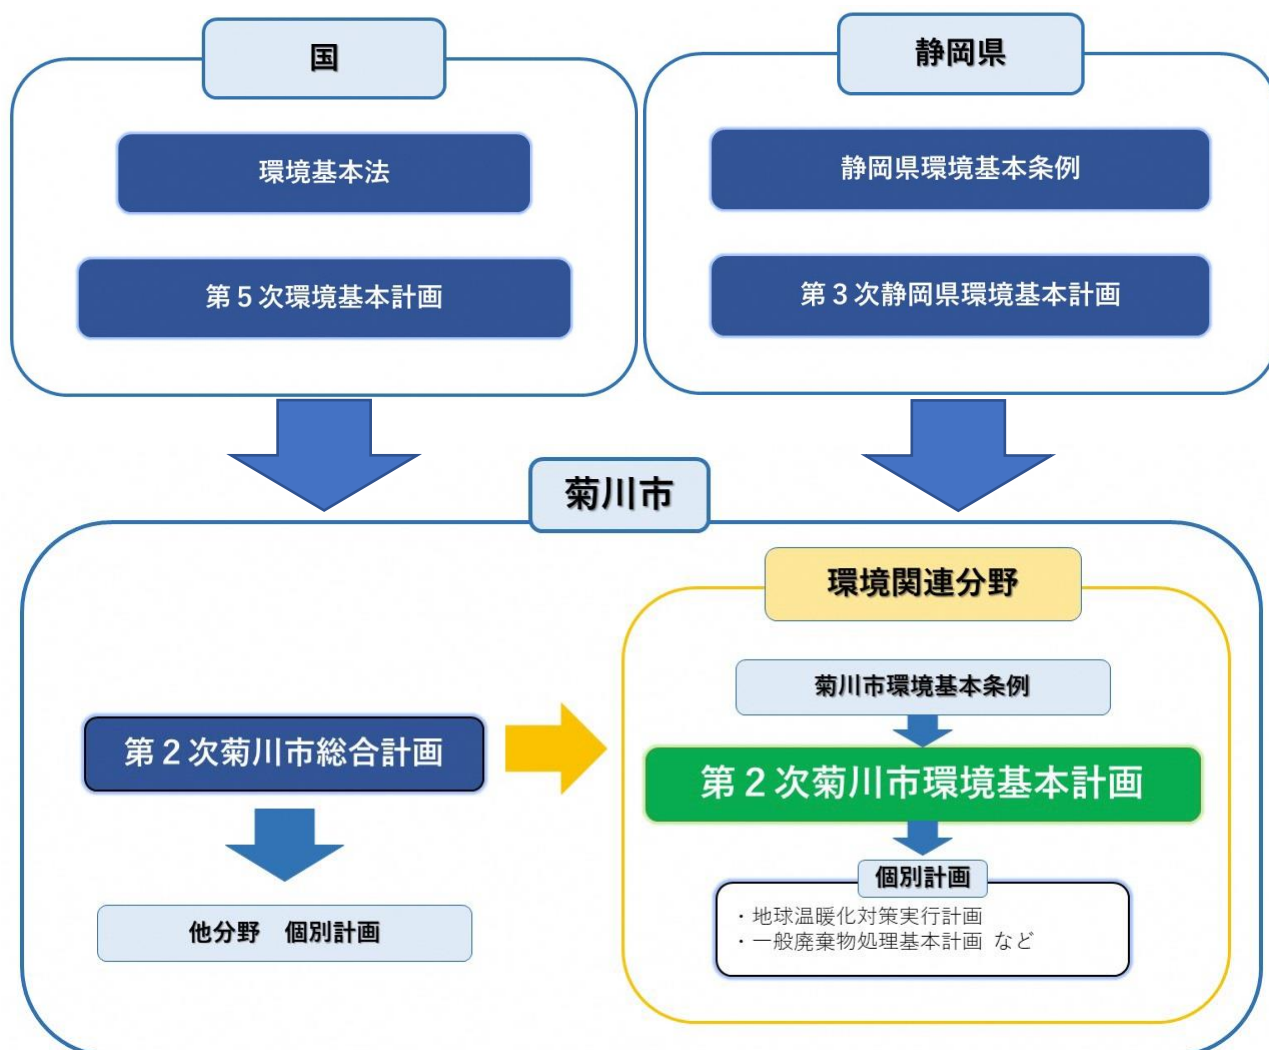 国
環境基本法
第５次環境基本計画
静岡県
静岡県環境基本条例
第３次静岡県環境基本計画
菊川市
第２次菊川市総合計画
他分野　個別計画
環境関連分野
菊川市環境基本条例
第２次菊川市環境基本計画
個別計画
・地球温暖化対策実行計画
・一般廃棄物処理基本計画 など